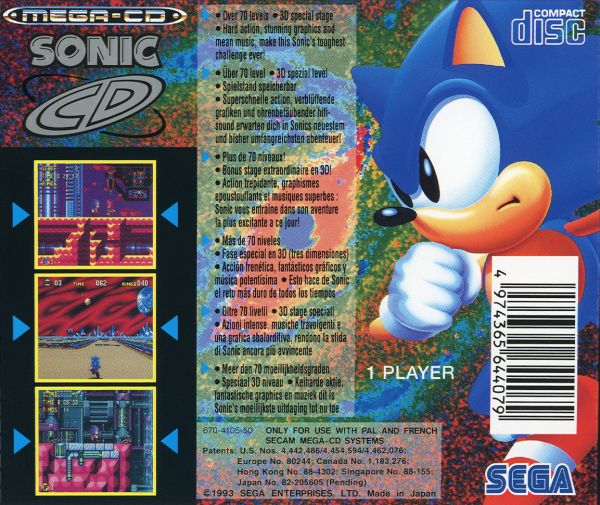 MEGA-CD
SONIC
CD
• Over 70 levels • 3D special stage
• Hard action, stunning graphics and
mean music, make this Sonic's toughest
challenge ever!
• Über 70 level • 3D spezial level
• Spielstand speicherbar
• Superschnelle action, verblüffende
grafiken und ohrenbetäubender hifi-
sound erwarten dich in Sonics neuestem
und bisher umfangreichsten abenteuer!
• Plus de 70 niveaux!
• Bonus stage extraordinaire en 3D!
• Action trepidante, graphismes
epoustouflants et musiques superbes :
Sonic vous entraine dans son aventure
la plus excitante a ce jour!
• Más de 70 niveles
• Fase especial en 3D (tres dimensiones)
• Acción frenética, fantásticos gráficos y
música potentísima • Esto hace de Sonic
el reto más duro de todos los tiempos
• Oltre 70 livelli • 3D stage speciali
• Azioni intense, musiche travolgenti e
una grafica sbalorditiva, rendono la sfida
di Sonic ancora più avvincente
• Meer dan 70 moeilijkheidsgraden
• Speciaal 3D niveau • Keiharde aktie,
fantastische graphics en muziek dit is
Sonic's moeilijkste uitdaging tot nu toe
670-4105-50 ONLY FOR USE WITH PAL AND FRENCH
SECAM MEGA-CD SYSTEMS
Patents: U.S. Nos. 4,442,486/4,454,594/4,462,076;
Europe No. 80244; Canada No. 1,183,276;
Hong Kong No. 88-4302; Singapore No. 88-155;
Japan No. 82-205605 (Pending)
©1993 SEGA ENTERPRISES, LTD. Made in Japan
03 TIME 062 RINGS 040
COMPACT
disc
1 PLAYER
4 974365 644079
SEGA